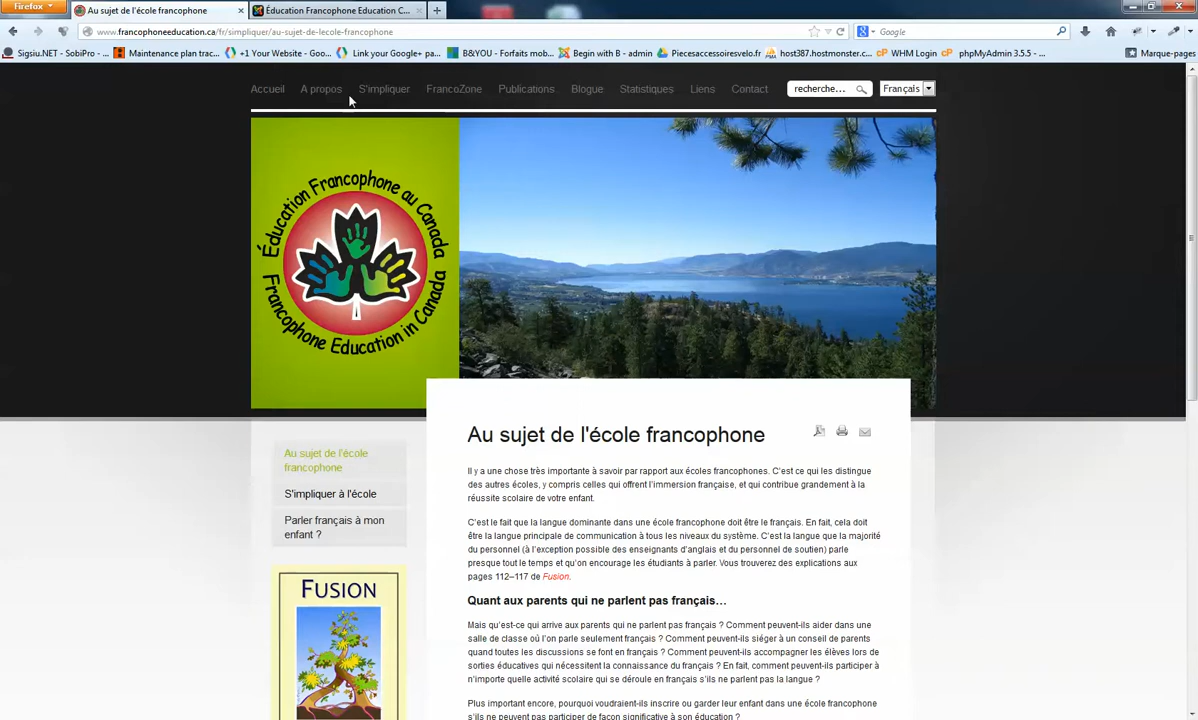 Firefox
Au sujet de l'école francophone
Éducation Francophone Education C...
www.francophoneeducation.ca/fr/simpliquer/au-sujet-de-lecole-francophone
Google
Sigsiu.NET - SobiPro ...
Maintenance plan trac...
+1 Your Website - Goo...
Link your Google+ pa...
B&YOU - Forfaits mob...
Begin with B - admin
Piecesaccessoiresvelo.fr
host387.hostmonster....
WHM Login
phpMyAdmin 3.5.5 - ...
Marque-pages
Accueil
A propos
S'impliquer
FrancoZone
Publications
Blogue
Statistiques
Liens
Contact
recherche...
Français
Éducation Francophone au Canada
Francophone Education in Canada
Au sujet de l'école francophone
Au sujet de l'école
francophone
S'impliquer à l'école
Parler français à mon
enfant ?
FUSION
Il y a une chose très importante à savoir par rapport aux écoles francophones. C'est ce qui les distingue
des autres écoles, y compris celles qui offrent l'immersion française, et qui contribue grandement à la
réussite scolaire de votre enfant.
C'est le fait que la langue dominante dans une école francophone doit être le français. En fait, cela doit
être la langue principale de communication à tous les niveaux du système. C'est la langue que la majorité
du personnel (à l'exception possible des enseignants d'anglais et du personnel de soutien) parle
presque tout le temps et qu'on encourage les étudiants à parler. Vous trouverez des explications aux
pages 112–117 de Fusion.
Quant aux parents qui ne parlent pas français…
Mais qu'est-ce qui arrive aux parents qui ne parlent pas français ? Comment peuvent-ils aider dans une
salle de classe où l'on parle seulement français ? Comment peuvent-ils siéger à un conseil de parents
quand toutes les discussions se font en français ? Comment peuvent-ils accompagner les élèves lors de
sorties éducatives qui nécessitent la connaissance du français ? En fait, comment peuvent-ils participer à
n'importe quelle activité scolaire qui se déroule en français s'ils ne parlent pas la langue ?
Plus important encore, pourquoi voudraient-ils inscrire ou garder leur enfant dans une école francophone
s'ils ne peuvent pas participer de façon significative à son éducation ?